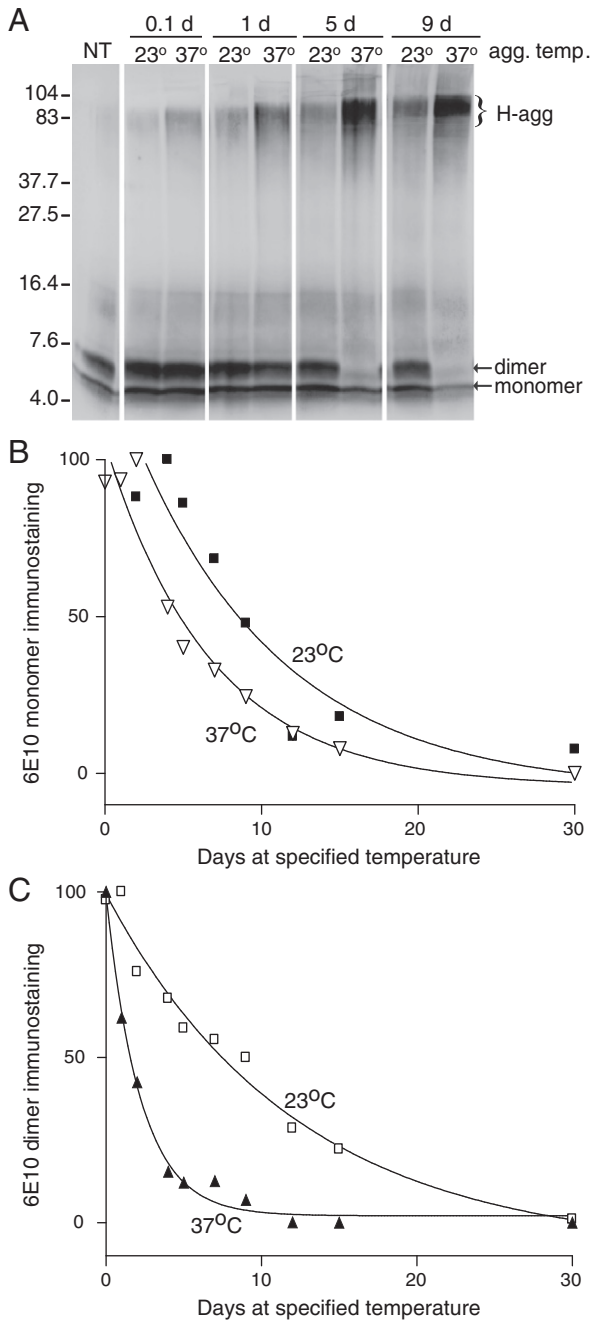 A
0.1 d 1 d 5 d 9 d
NT 23° 37° 23° 37° 23° 37° 23° 37° agg. temp.
104
83
H-agg
37.7
27.5
16.4
7.6
dimer
monomer
4.0
B
100
50
0
6E10 monomer immunostaining
23°C
37°C
0 10 20 30
Days at specified temperature
C
100
50
0
6E10 dimer immunostaining
23°C
37°C
0 10 20 30
Days at specified temperature